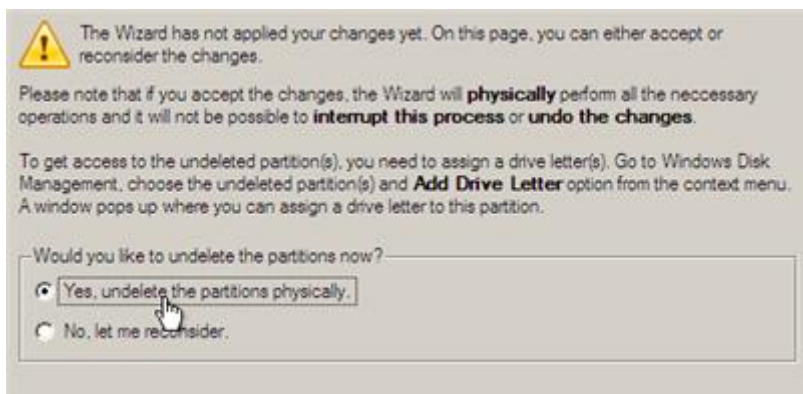 The Wizard has not applied your changes yet. On this page, you can either accept or
reconsider the changes.
Please note that if you accept the changes, the Wizard will physically perform all the neccessary
operations and it will not be possible to interrupt this process or undo the changes.
To get access to the undeleted partition(s), you need to assign a drive letter(s). Go to Windows Disk
Management, choose the undeleted partition(s) and Add Drive Letter option from the context menu.
A window pops up where you can assign a drive letter to this partition.
Would you like to undelete the partitions now?
Yes, undelete the partitions physically.
No, let me reconsider.